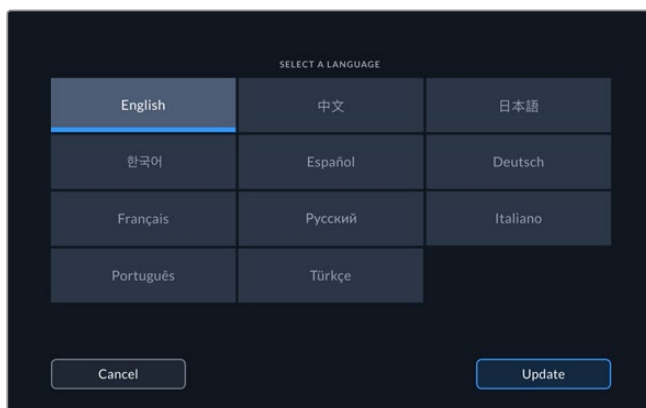 SELECT A LANGUAGE
English
中文
日本語
한국어
Español
Deutsch
Français
Русский
Italiano
Português
Türkçe
Cancel
Update